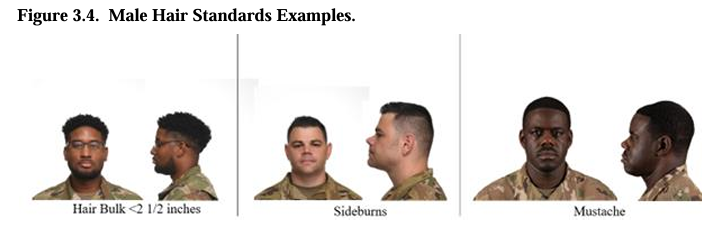 Figure 3.4.  Male Hair Standards Examples.
Hair Bulk <2 1/2 inches
Sideburns
Mustache